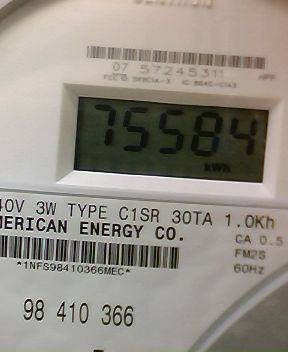 CENTRON
07 57245311
75584
kWh
40V 3W TYPE C1SR 30TA 1.0Kh
MERICAN ENERGY CO.
CA 0.5
*1NFS98410366MEC*
FM2S
60Hz
98 410 366